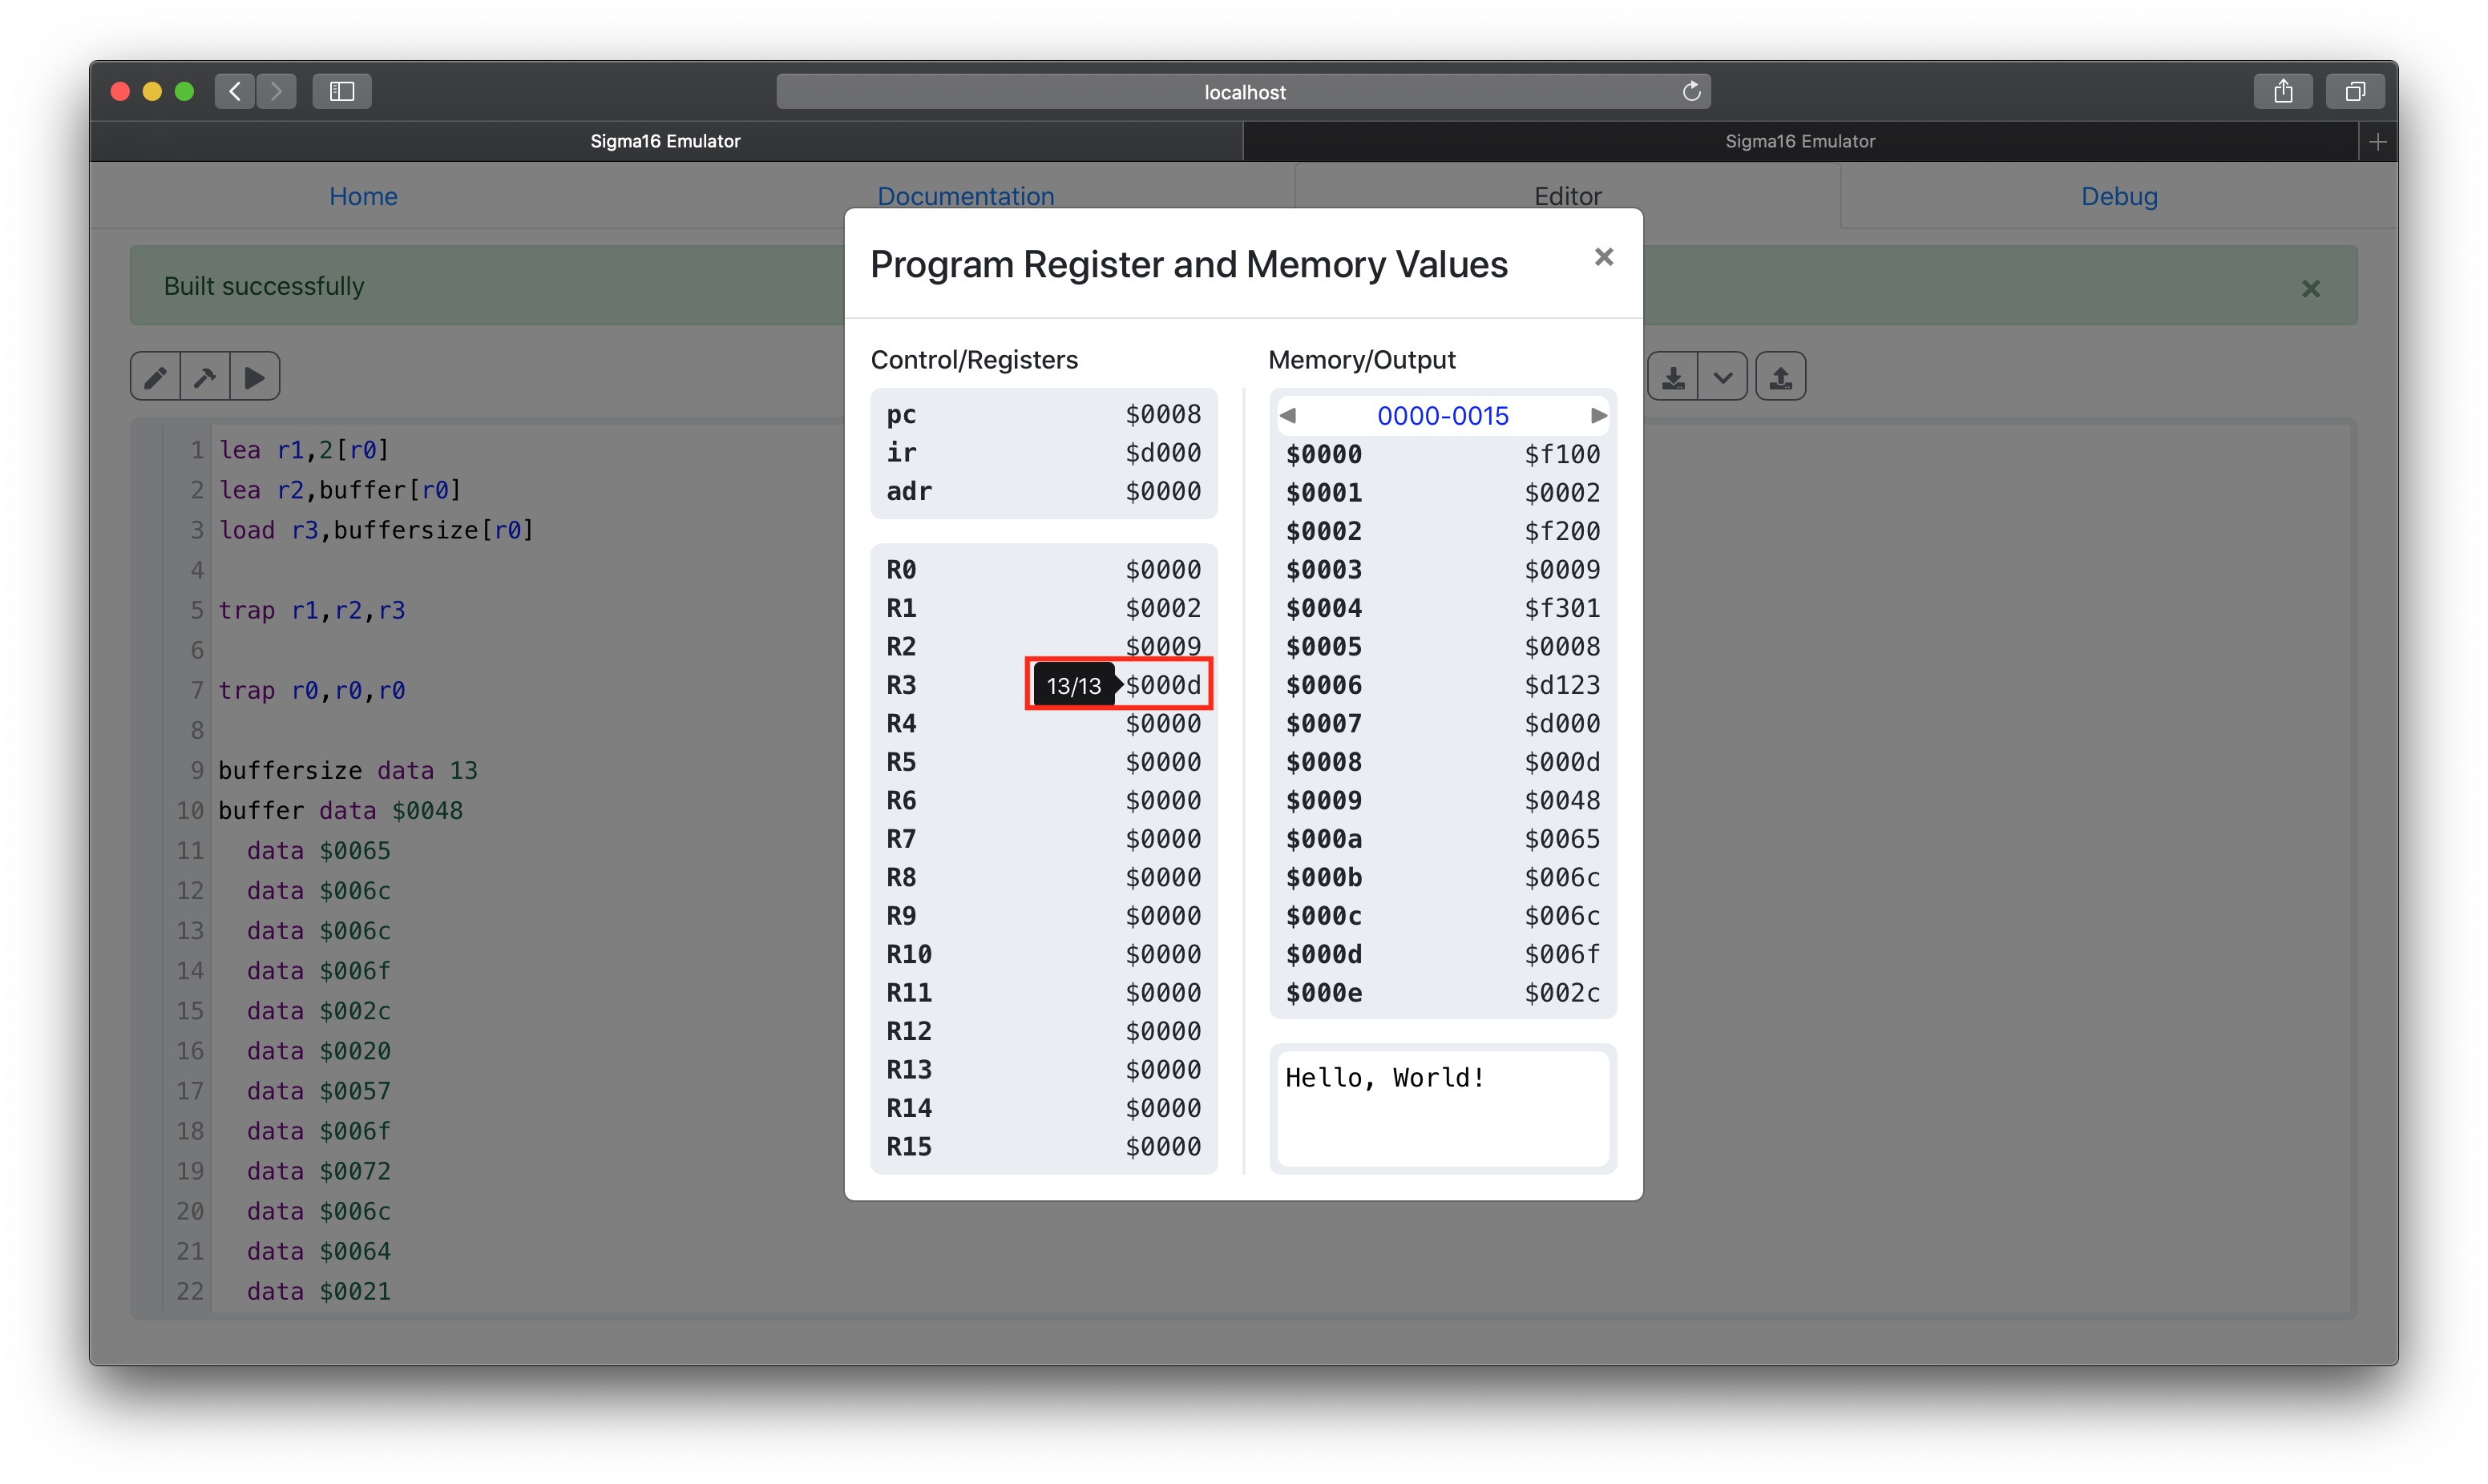 localhost
Sigma16 Emulator
Sigma16 Emulator
Home
Documentation
Editor
Debug
Built successfully
1 lea r1,2[r0]
2 lea r2,buffer[r0]
3 load r3,buffersize[r0]
4
5 trap r1,r2,r3
6
7 trap r0,r0,r0
8
9 buffersize data 13
10 buffer data $0048
11 data $0065
12 data $006c
13 data $006c
14 data $006f
15 data $002c
16 data $0020
17 data $0057
18 data $006f
19 data $0072
20 data $006c
21 data $0064
22 data $0021
Program Register and Memory Values
Control/Registers
pc $0008
ir $d000
adr $0000
R0 $0000
R1 $0002
R2 $0009
R3 13/13 $000d
R4 $0000
R5 $0000
R6 $0000
R7 $0000
R8 $0000
R9 $0000
R10 $0000
R11 $0000
R12 $0000
R13 $0000
R14 $0000
R15 $0000
Memory/Output
0000-0015
$0000 $f100
$0001 $0002
$0002 $f200
$0003 $0009
$0004 $f301
$0005 $0008
$0006 $d123
$0007 $d000
$0008 $000d
$0009 $0048
$000a $0065
$000b $006c
$000c $006c
$000d $006f
$000e $002c
Hello, World!